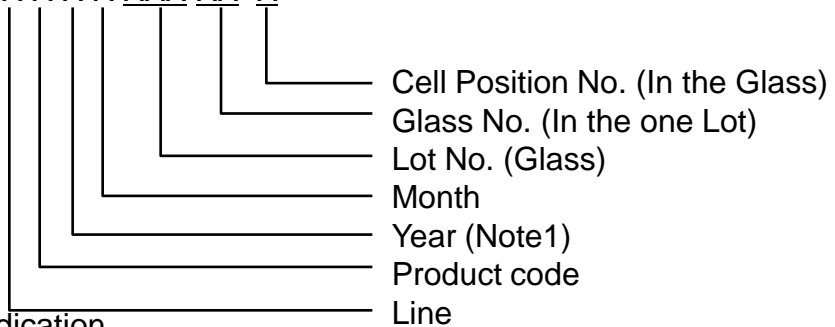 Cell Position No. (In the Glass)
Glass No. (In the one Lot)
Lot No. (Glass)
Month
Year (Note1)
Product code
Line